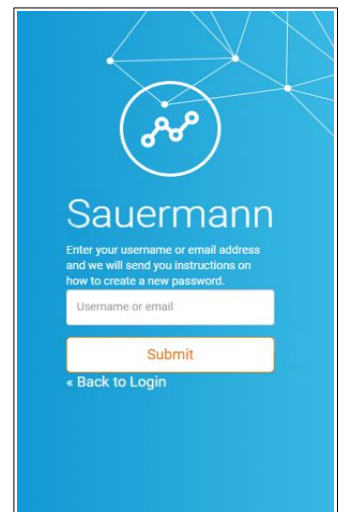 Sauermann
Enter your username or email address
and we will send you instructions on
how to create a new password.
Username or email
Submit
« Back to Login